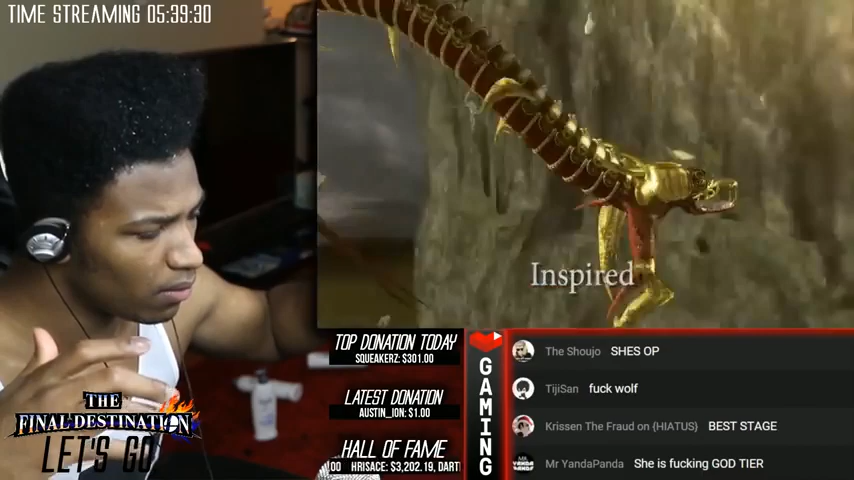 TIME STREAMING 05:39:30
Inspired
THE
FINAL DESTINATION
LET'S GO
TOP DONATION TODAY
SQUEAKERZ: $301.00
LATEST DONATION
AUSTIN_ION: $1.00
HALL OF FAME
00 HRISACE: $3,202.19, DART
GAMING
The Shoujo SHES OP
TijiSan fuck wolf
Krissen The Fraud on {HIATUS} BEST STAGE
Mr YandaPanda She is fucking GOD TIER